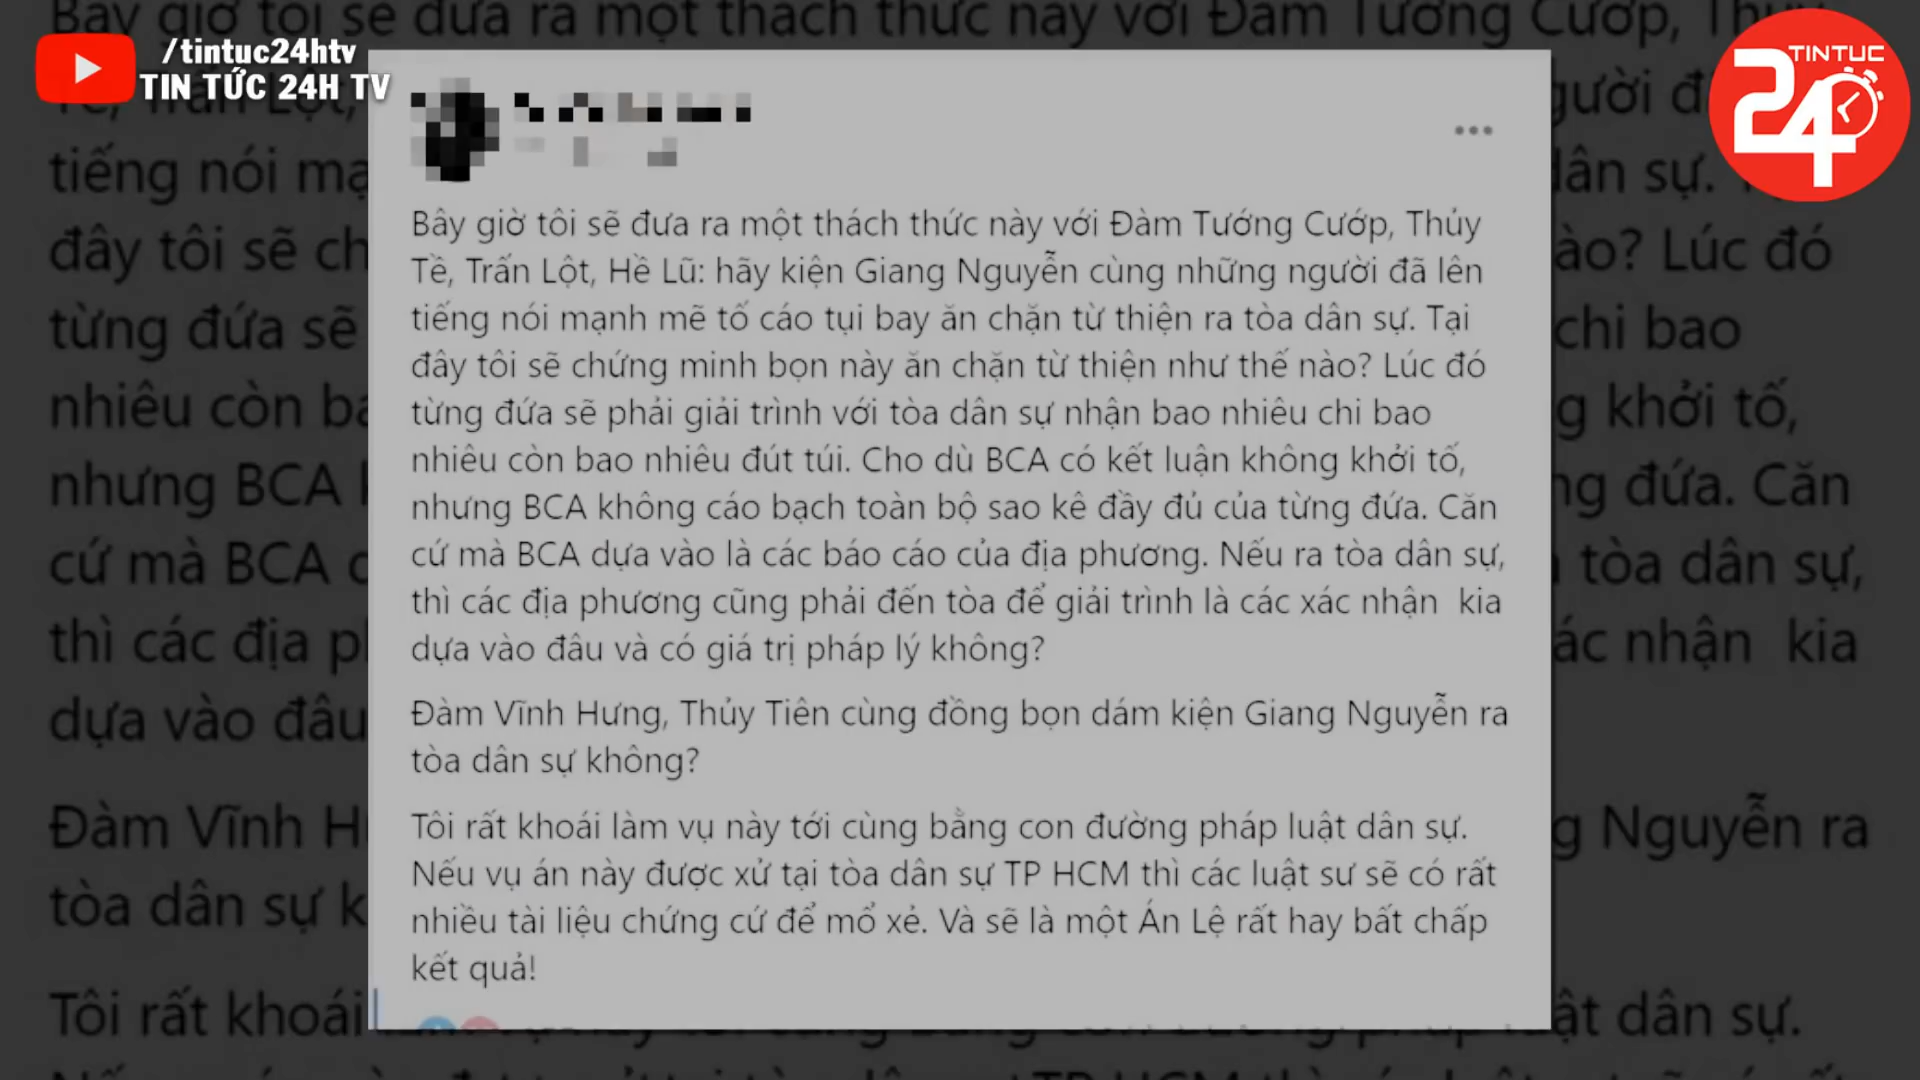 /tintuc24htv
TIN TỨC 24H TV
TINTUC
24
Bây giờ tôi sẽ đưa ra một thách thức này với Đàm Tướng Cướp, Thủy
Tề, Trấn Lột, Hề Lũ: hãy kiện Giang Nguyễn cùng những người đã lên
tiếng nói mạnh mẽ tố cáo tụi bay ăn chặn từ thiện ra tòa dân sự. Tại
đây tôi sẽ chứng minh bọn này ăn chặn từ thiện như thế nào? Lúc đó
từng đứa sẽ phải giải trình với tòa dân sự nhận bao nhiêu chi bao
nhiêu còn bao nhiêu đút túi. Cho dù BCA có kết luận không khởi tố,
nhưng BCA không cáo bạch toàn bộ sao kê đầy đủ của từng đứa. Căn
cứ mà BCA dựa vào là các báo cáo của địa phương. Nếu ra tòa dân sự,
thì các địa phương cũng phải đến tòa để giải trình là các xác nhận  kia
dựa vào đâu và có giá trị pháp lý không?
Đàm Vĩnh Hưng, Thủy Tiên cùng đồng bọn dám kiện Giang Nguyễn ra
tòa dân sự không?
Tôi rất khoái làm vụ này tới cùng bằng con đường pháp luật dân sự.
Nếu vụ án này được xử tại tòa dân sự TP HCM thì các luật sư sẽ có rất
nhiều tài liệu chứng cứ để mổ xẻ. Và sẽ là một Án Lệ rất hay bất chấp
kết quả!